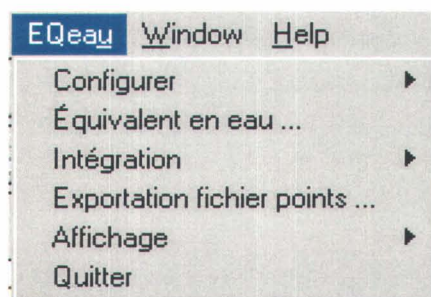 EQeau Window Help
Configurer
Équivalent en eau ...
Intégration
Exportation fichier points ...
Affichage
Quitter